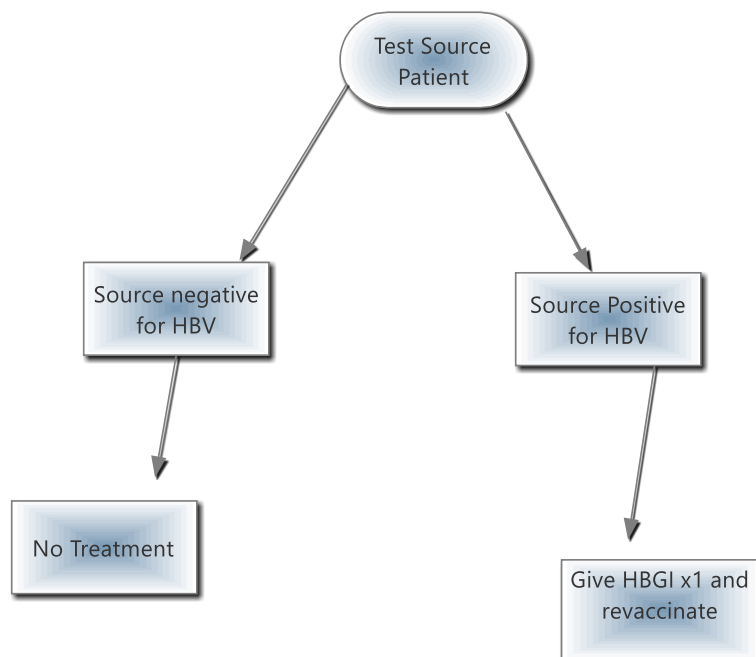 Test Source
Patient
Source negative
for HBV
Source Positive
for HBV
No Treatment
Give HBGI x1 and
revaccinate